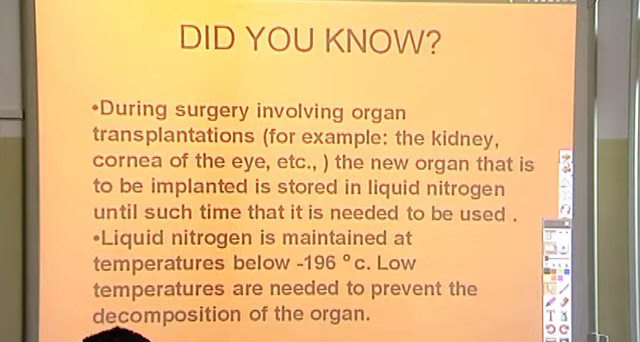 DID YOU KNOW?
•During surgery involving organ
transplantations (for example: the kidney,
cornea of the eye, etc., ) the new organ that is
to be implanted is stored in liquid nitrogen
until such time that it is needed to be used .
•Liquid nitrogen is maintained at
temperatures below -196 °c. Low
temperatures are needed to prevent the
decomposition of the organ.